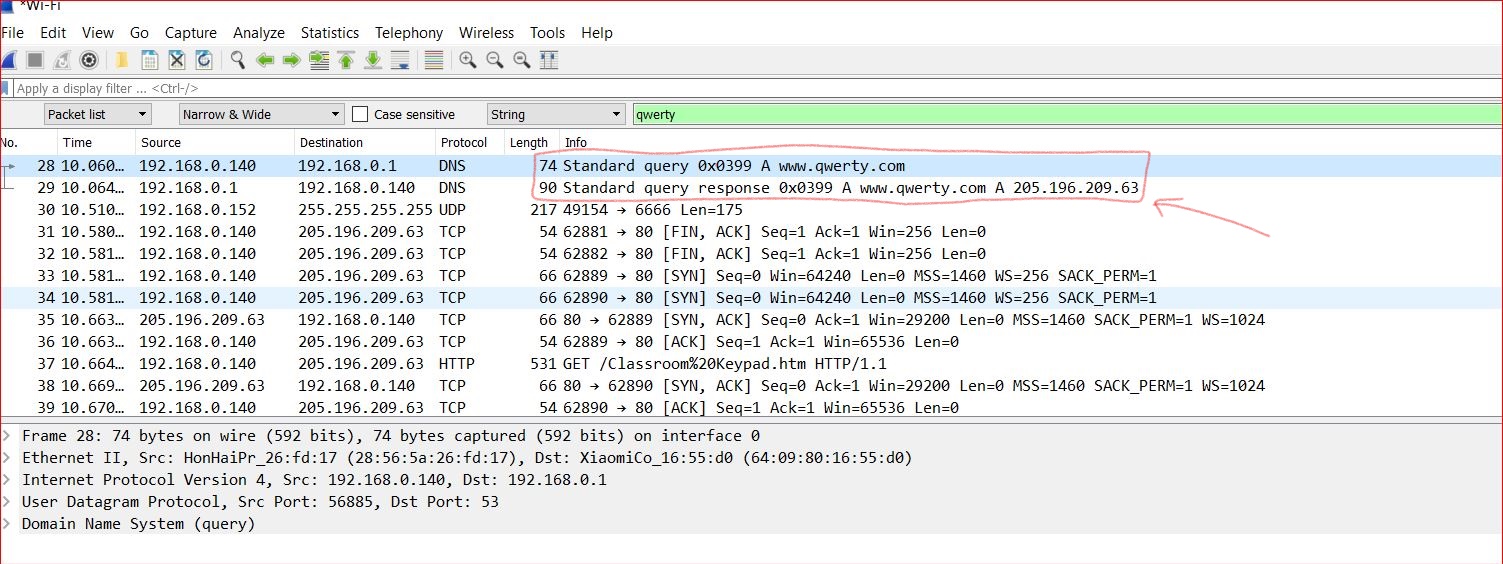 *Wi-Fi
File Edit View Go Capture Analyze Statistics Telephony Wireless Tools Help
Apply a display filter ... <Ctrl-/>
Packet list Narrow & Wide Case sensitive String qwerty
No. Time Source Destination Protocol Length Info
28 10.060… 192.168.0.140 192.168.0.1 DNS 74 Standard query 0x0399 A www.qwerty.com
29 10.064… 192.168.0.1 192.168.0.140 DNS 90 Standard query response 0x0399 A www.qwerty.com A 205.196.209.63
30 10.510… 192.168.0.152 255.255.255.255 UDP 217 49154 → 6666 Len=175
31 10.580… 192.168.0.140 205.196.209.63 TCP 54 62881 → 80 [FIN, ACK] Seq=1 Ack=1 Win=256 Len=0
32 10.581… 192.168.0.140 205.196.209.63 TCP 54 62882 → 80 [FIN, ACK] Seq=1 Ack=1 Win=256 Len=0
33 10.581… 192.168.0.140 205.196.209.63 TCP 66 62889 → 80 [SYN] Seq=0 Win=64240 Len=0 MSS=1460 WS=256 SACK_PERM=1
34 10.581… 192.168.0.140 205.196.209.63 TCP 66 62890 → 80 [SYN] Seq=0 Win=64240 Len=0 MSS=1460 WS=256 SACK_PERM=1
35 10.663… 205.196.209.63 192.168.0.140 TCP 66 80 → 62889 [SYN, ACK] Seq=0 Ack=1 Win=29200 Len=0 MSS=1460 SACK_PERM=1 WS=1024
36 10.663… 192.168.0.140 205.196.209.63 TCP 54 62889 → 80 [ACK] Seq=1 Ack=1 Win=65536 Len=0
37 10.664… 192.168.0.140 205.196.209.63 HTTP 531 GET /Classroom%20Keypad.htm HTTP/1.1
38 10.669… 205.196.209.63 192.168.0.140 TCP 66 80 → 62890 [SYN, ACK] Seq=0 Ack=1 Win=29200 Len=0 MSS=1460 SACK_PERM=1 WS=1024
39 10.670… 192.168.0.140 205.196.209.63 TCP 54 62890 → 80 [ACK] Seq=1 Ack=1 Win=65536 Len=0
Frame 28: 74 bytes on wire (592 bits), 74 bytes captured (592 bits) on interface 0
Ethernet II, Src: HonHaiPr_26:fd:17 (28:56:5a:26:fd:17), Dst: XiaomiCo_16:55:d0 (64:09:80:16:55:d0)
Internet Protocol Version 4, Src: 192.168.0.140, Dst: 192.168.0.1
User Datagram Protocol, Src Port: 56885, Dst Port: 53
Domain Name System (query)